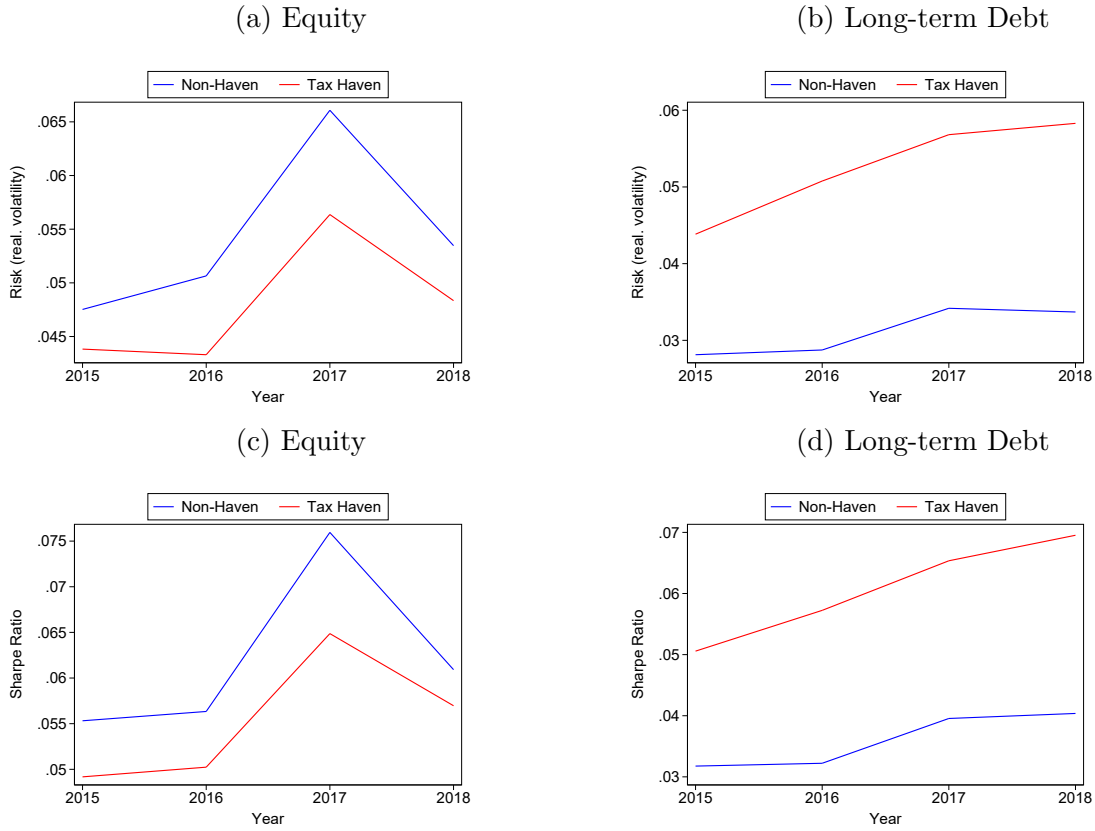 (a) Equity
Non-Haven Tax Haven
Risk (real. volatility)
.065
.06
.055
.05
.045
2015 2016 2017 2018
Year
(b) Long-term Debt
Non-Haven Tax Haven
Risk (real. volatility)
.06
.05
.04
.03
2015 2016 2017 2018
Year
(c) Equity
Non-Haven Tax Haven
Sharpe Ratio
.075
.07
.065
.06
.055
.05
2015 2016 2017 2018
Year
(d) Long-term Debt
Non-Haven Tax Haven
Sharpe Ratio
.07
.06
.05
.04
.03
2015 2016 2017 2018
Year